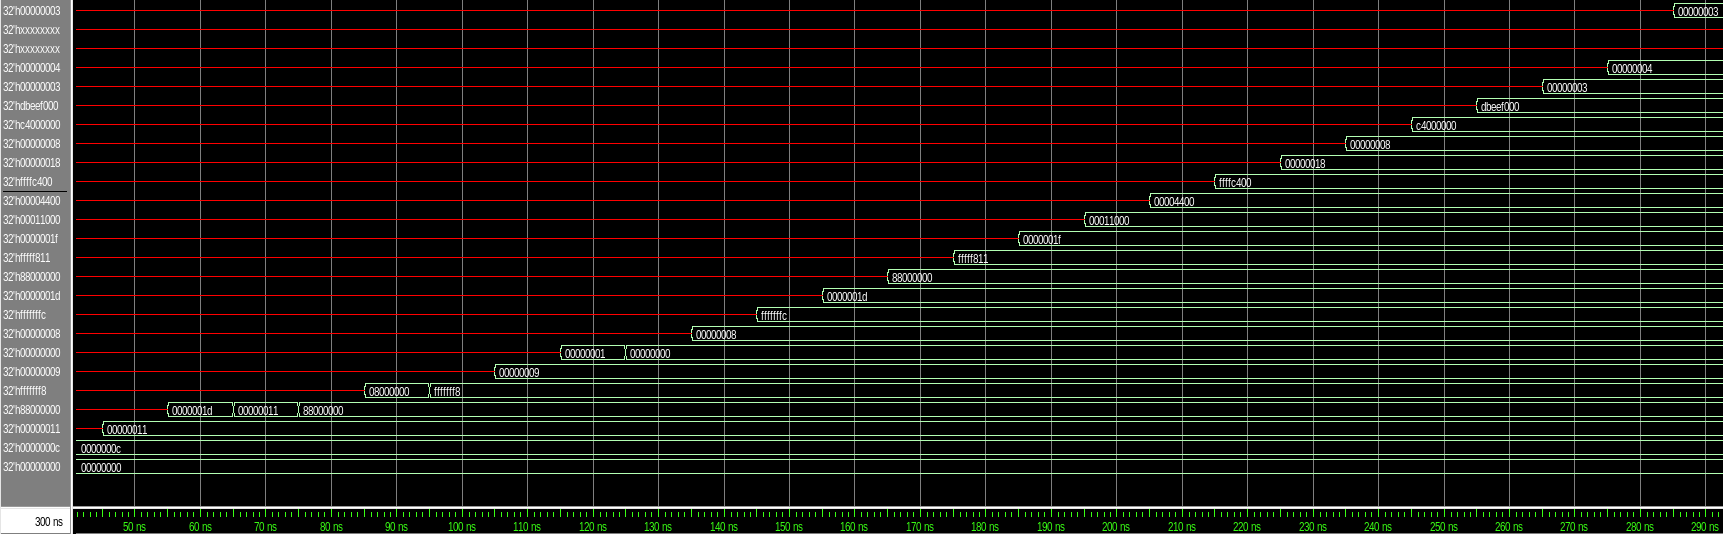 32'h00000003 00000003
32'hxxxxxxxx
32'hxxxxxxxx
32'h00000004 00000004
32'h00000003 00000003
32'hdbeef000 dbeef000
32'hc4000000 c4000000
32'h00000008 00000008
32'h00000018 00000018
32'hffffc400 ffffc400
32'h00004400 00004400
32'h00011000 00011000
32'h0000001f 0000001f
32'hfffff811 fffff811
32'h88000000 88000000
32'h0000001d 0000001d
32'hfffffffc fffffffc
32'h00000008 00000008
32'h00000000 00000001 00000000
32'h00000009 00000009
32'hfffffff8 08000000 fffffff8
32'h88000000 0000001d 00000011 88000000
32'h00000011 00000011
32'h0000000c 0000000c
32'h00000000 00000000
300 ns 50 ns 60 ns 70 ns 80 ns 90 ns 100 ns 110 ns 120 ns 130 ns 140 ns 150 ns 160 ns 170 ns 180 ns 190 ns 200 ns 210 ns 220 ns 230 ns 240 ns 250 ns 260 ns 270 ns 280 ns 290 ns